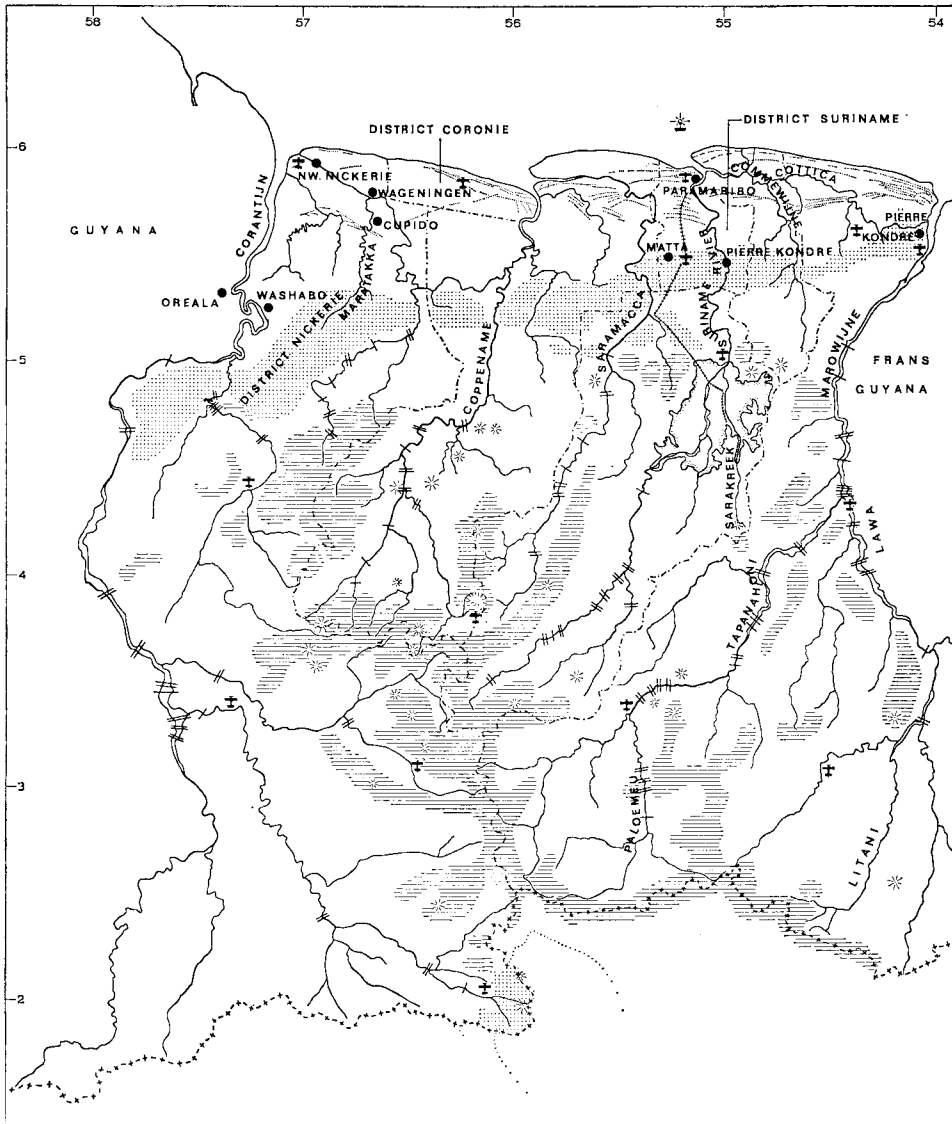 58 57 56 55 54
6
DISTRICT CORONIE
DISTRICT SURINAME
NW. NICKERIE
WAGENINGEN
PARAMARIBO
COMMEWIJNE
COTTICA
CUPIDO
GUYANA
CORANTIJN
PIERRE
KONDRE
MATTA
PIERRE KONDRE
SURINAME RIVIER
OREALA
WASHABO
DISTRICT NICKERIE
MARATAKKA
COPPENAME
SARAMACCA
MAROWIJNE
5
FRANS
GUYANA
SARAKREEK
LAWA
4
TAPANAHONI
3
PALOEMEU
LITANI
2